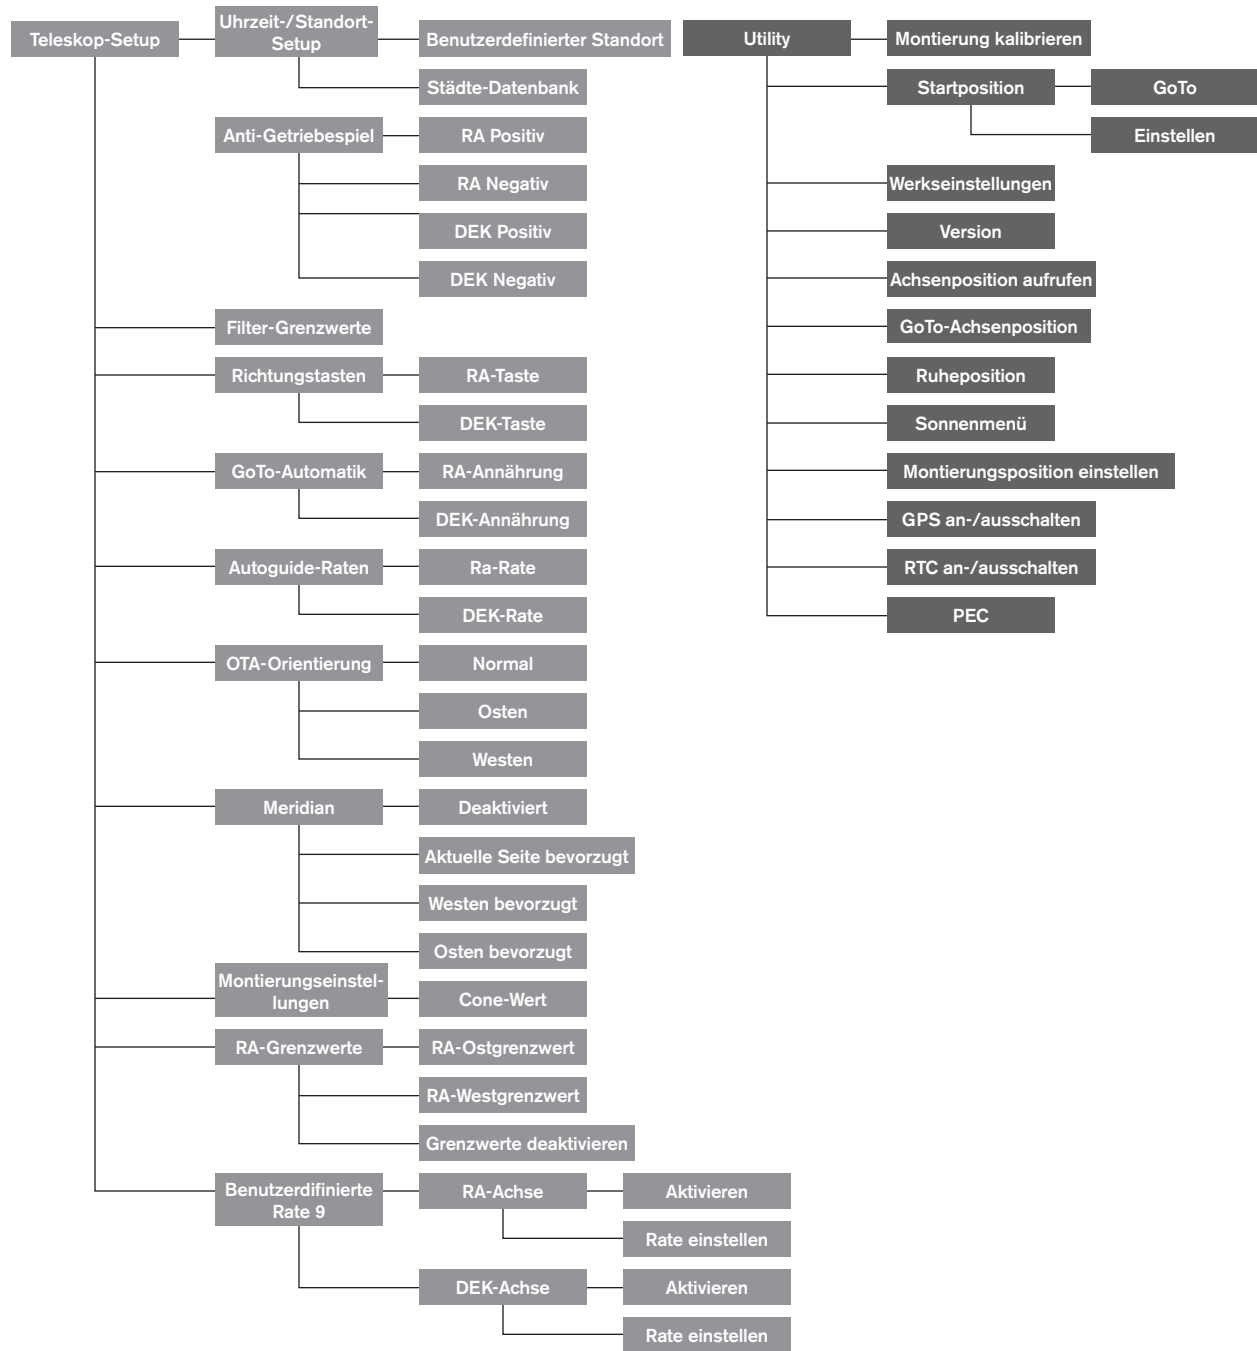 Teleskop-Setup
Uhrzeit-/Standort-
Setup
Benutzerdefinierter Standort
Städte-Datenbank
Anti-Getriebespiel
RA Positiv
RA Negativ
DEK Positiv
DEK Negativ
Filter-Grenzwerte
Richtungstasten
RA-Taste
DEK-Taste
GoTo-Automatik
RA-Annährung
DEK-Annährung
Autoguide-Raten
Ra-Rate
DEK-Rate
OTA-Orientierung
Normal
Osten
Westen
Meridian
Deaktiviert
Aktuelle Seite bevorzugt
Westen bevorzugt
Osten bevorzugt
Montierungseinstel-
lungen
Cone-Wert
RA-Grenzwerte
RA-Ostgrenzwert
RA-Westgrenzwert
Grenzwerte deaktivieren
Benutzerdifinierte
Rate 9
RA-Achse
Aktivieren
Rate einstellen
DEK-Achse
Aktivieren
Rate einstellen
Utility
Montierung kalibrieren
Startposition
GoTo
Einstellen
Werkseinstellungen
Version
Achsenposition aufrufen
GoTo-Achsenposition
Ruheposition
Sonnenmenü
Montierungsposition einstellen
GPS an-/ausschalten
RTC an-/ausschalten
PEC